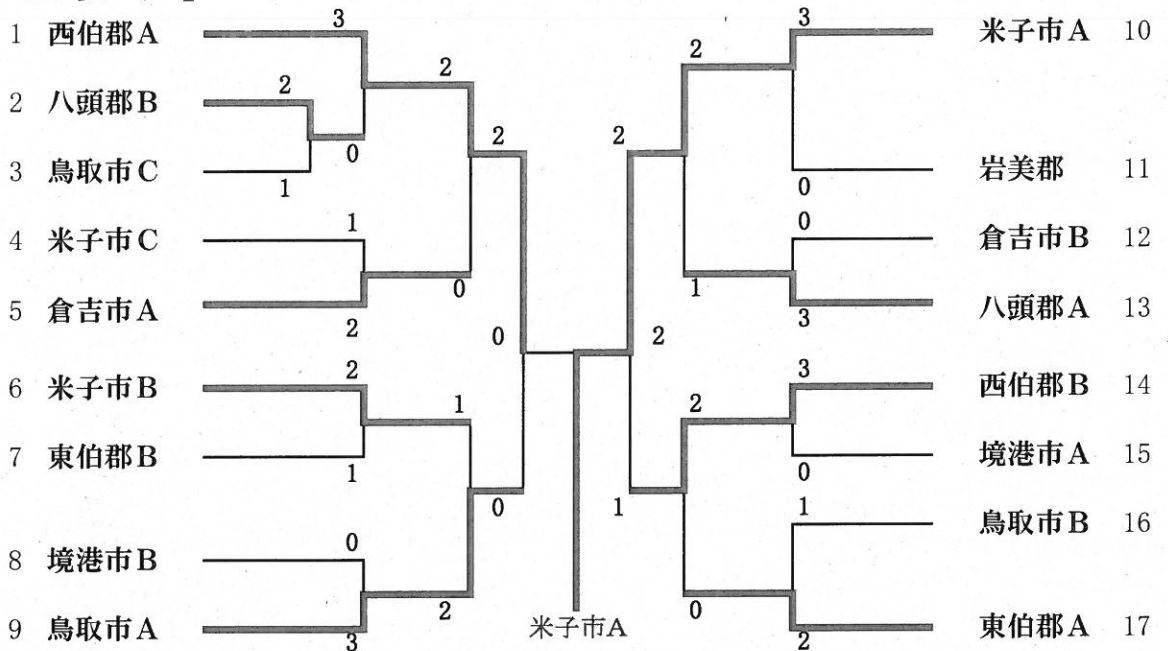 3
3
1 西伯郡A
米子市A 10
2
2
2 八頭郡B
2
2
2
0
3 鳥取市C
1
岩美郡 11
0
1
0
4 米子市C
倉吉市B 12
0
1
5 倉吉市A
八頭郡A 13
2
3
0
2
2
3
6 米子市B
西伯郡B 14
1
2
7 東伯郡B
境港市A 15
1
0
0
1
1
鳥取市B 16
0
8 境港市B
2
0
9 鳥取市A
東伯郡A 17
3
米子市A
2